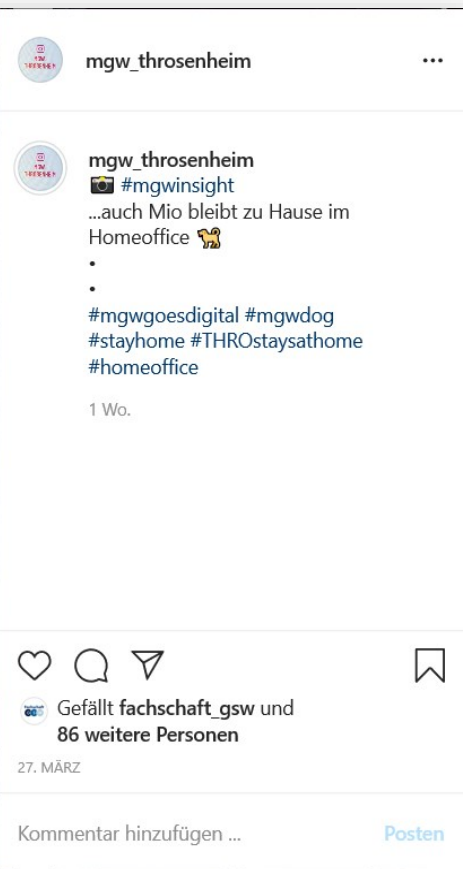 mgw_throsenheim
mgw_throsenheim
📷 #mgwinsight
...auch Mio bleibt zu Hause im
Homeoffice 🐕
•
•
#mgwgoesdigital #mgwdog
#stayhome #THROstaysathome
#homeoffice
1 Wo.
Gefällt fachschaft_gsw und
86 weitere Personen
27. MÄRZ
Kommentar hinzufügen ...
Posten